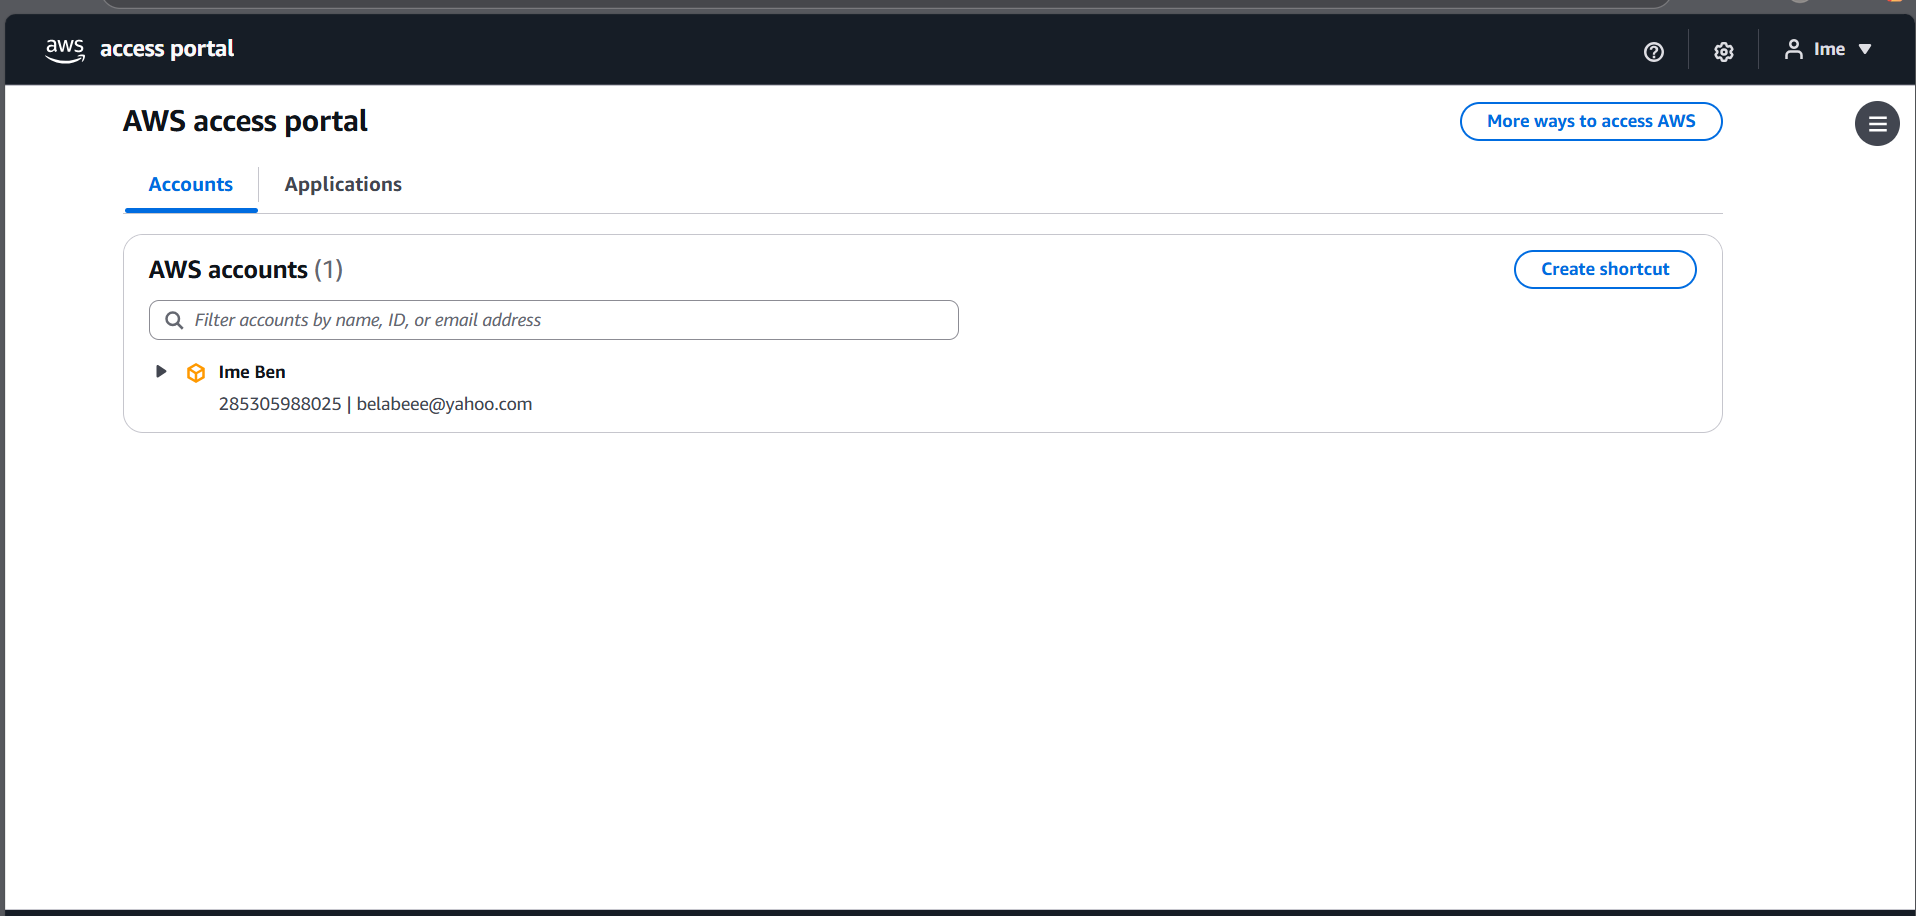 aws access portal
Ime
AWS access portal
More ways to access AWS
Accounts
Applications
AWS accounts (1)
Create shortcut
Filter accounts by name, ID, or email address
Ime Ben
285305988025 | belabeee@yahoo.com